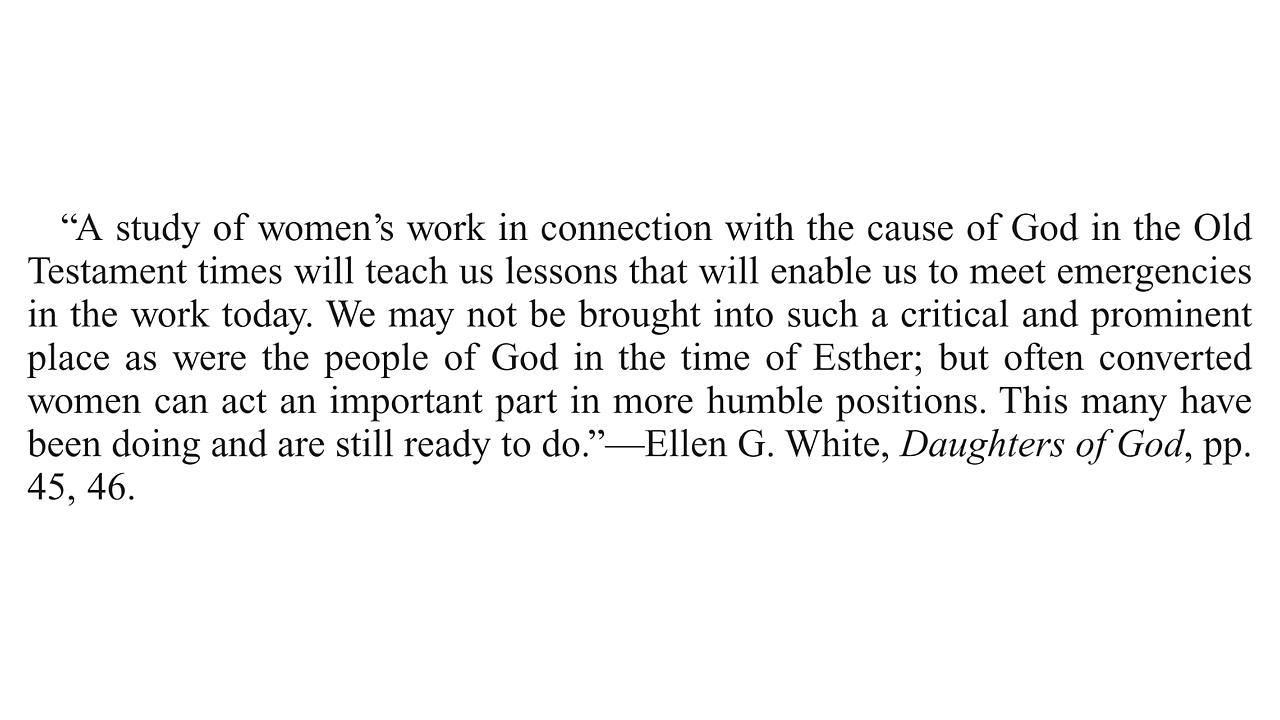 “A study of women’s work in connection with the cause of God in the Old
Testament times will teach us lessons that will enable us to meet emergencies
in the work today. We may not be brought into such a critical and prominent
place as were the people of God in the time of Esther; but often converted
women can act an important part in more humble positions. This many have
been doing and are still ready to do.”—Ellen G. White, Daughters of God, pp.
45, 46.